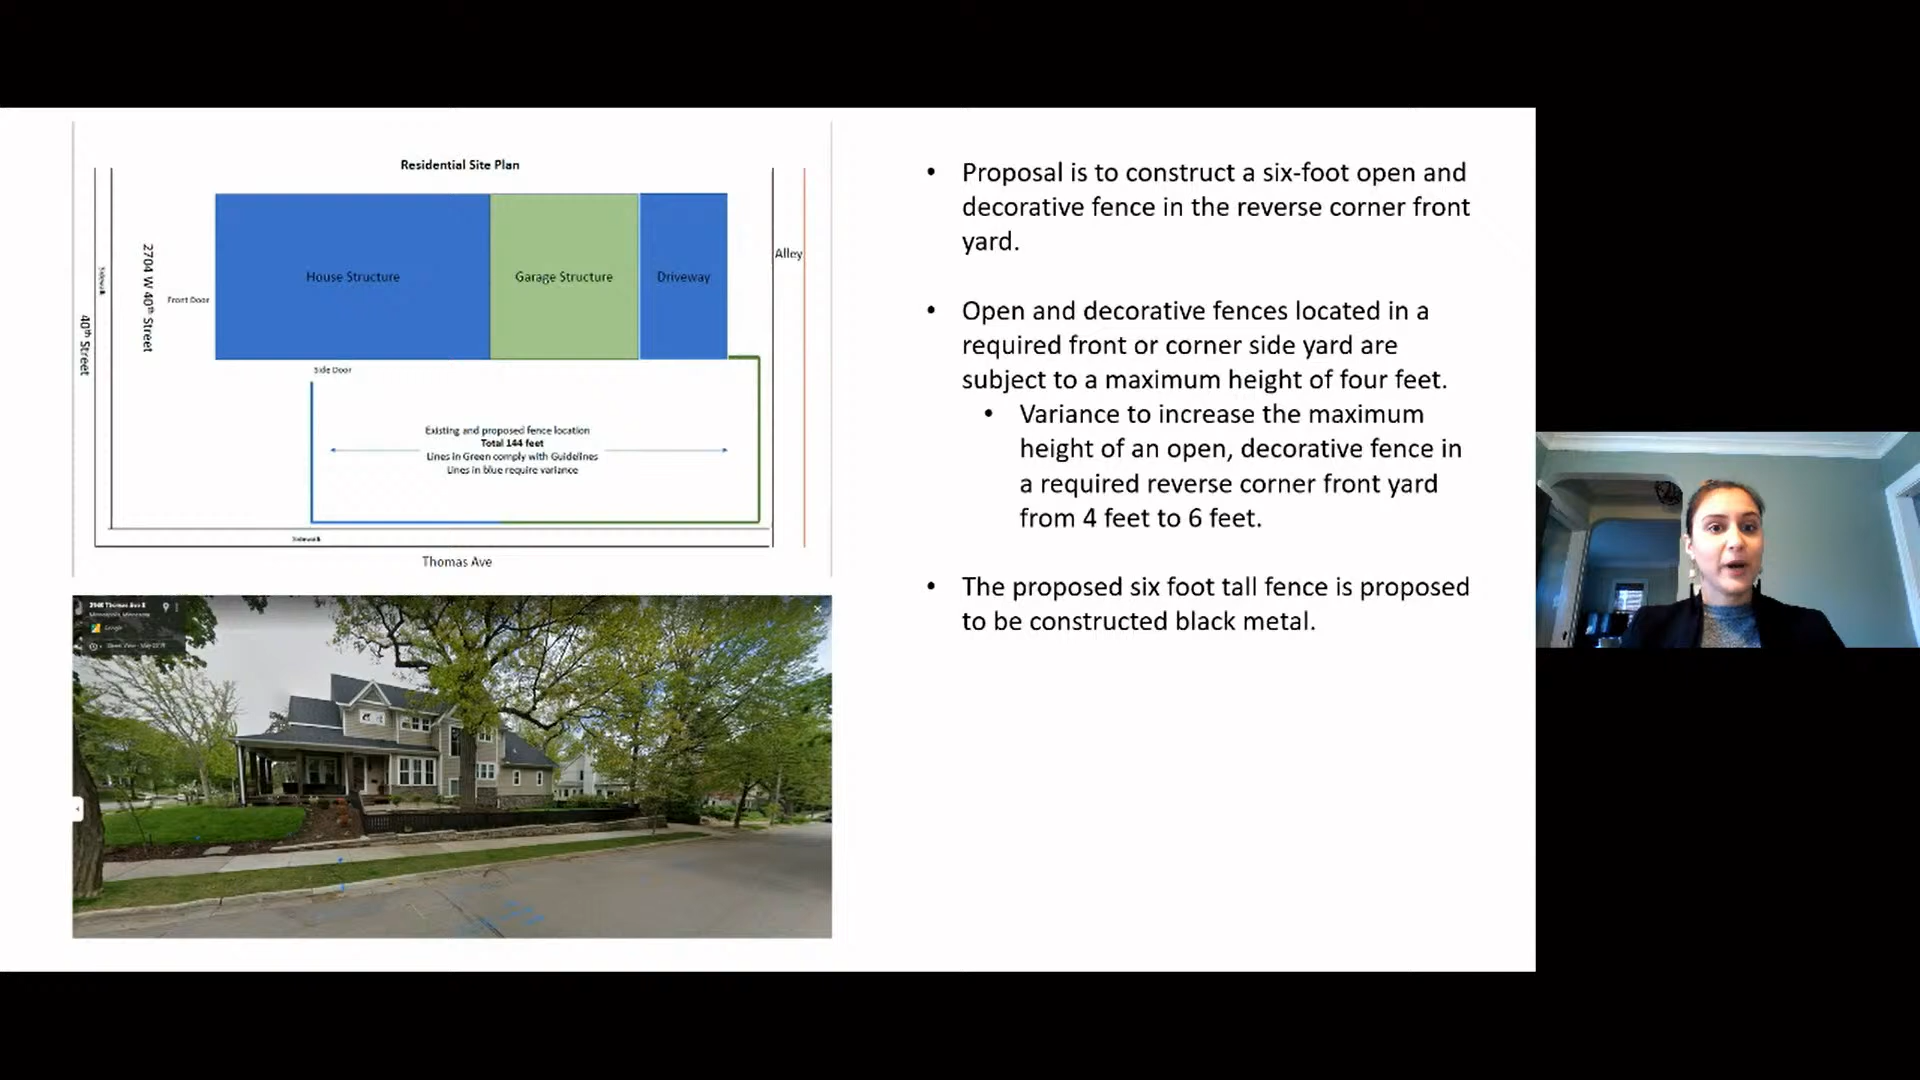 Residential Site Plan
House Structure
Garage Structure
Driveway
Alley
Sidewalk
40th Street
2704 W 40th Street
Front Door
Side Door
Existing and proposed fence location
Total 144 feet
Lines in Green comply with Guidelines
Lines in blue require variance
Sidewalk
Thomas Ave
Google
• Proposal is to construct a six-foot open and
decorative fence in the reverse corner front
yard.
• Open and decorative fences located in a
required front or corner side yard are
subject to a maximum height of four feet.
• Variance to increase the maximum
height of an open, decorative fence in
a required reverse corner front yard
from 4 feet to 6 feet.
• The proposed six foot tall fence is proposed
to be constructed black metal.